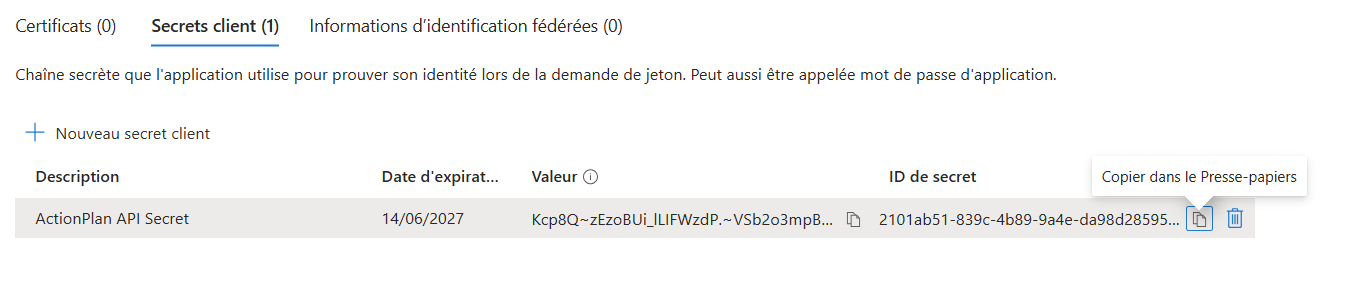 Certificats (0) Secrets client (1) Informations d’identification fédérées (0)
Chaîne secrète que l'application utilise pour prouver son identité lors de la demande de jeton. Peut aussi être appelée mot de passe d'application.
Nouveau secret client
Description Date d'expirat... Valeur ID de secret
Copier dans le Presse-papiers
ActionPlan API Secret 14/06/2027 Kcp8Q~zEzoBUi_lLIFWzdP.~VSb2o3mpB... 2101ab51-839c-4b89-9a4e-da98d28595...